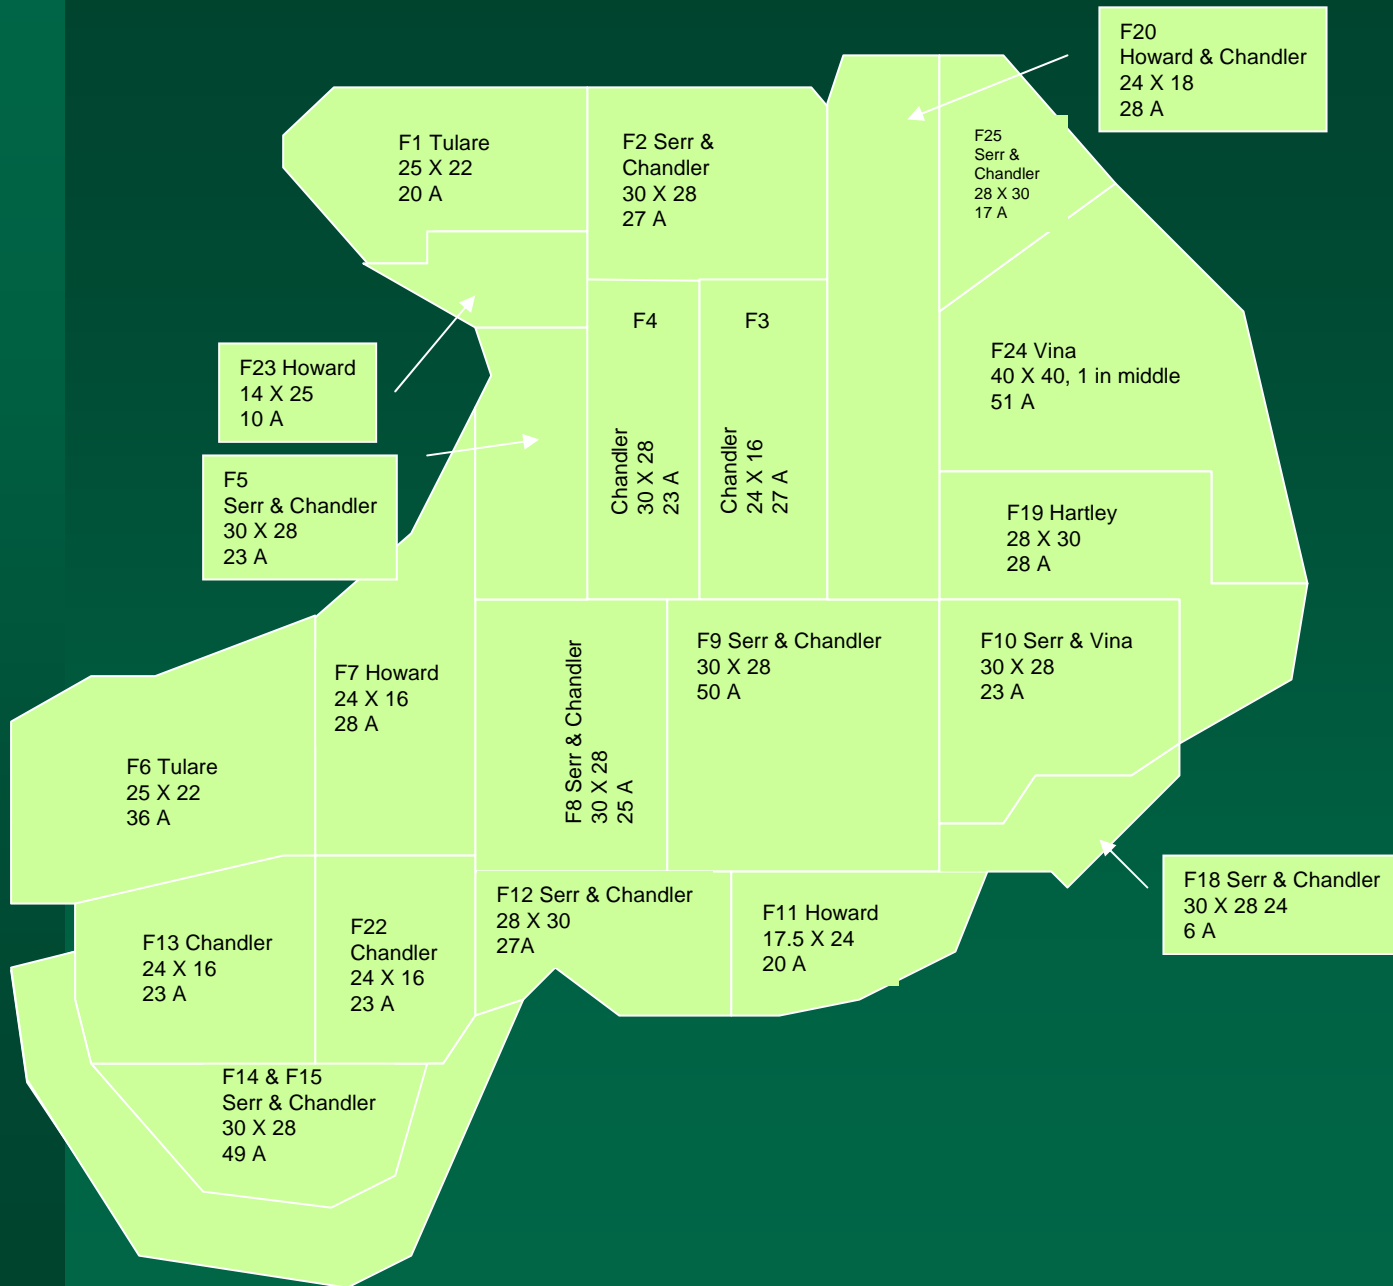 F20
Howard & Chandler
24 X 18
28 A
F1 Tulare
25 X 22
20 A
F2 Serr &
Chandler
30 X 28
27 A
F25
Serr &
Chandler
28 X 30
17 A
F4
Chandler
30 X 28
23 A
F3
Chandler
24 X 16
27 A
F24 Vina
40 X 40, 1 in middle
51 A
F23 Howard
14 X 25
10 A
F5
Serr & Chandler
30 X 28
23 A
F19 Hartley
28 X 30
28 A
F7 Howard
24 X 16
28 A
F8 Serr & Chandler
30 X 28
25 A
F9 Serr & Chandler
30 X 28
50 A
F10 Serr & Vina
30 X 28
23 A
F6 Tulare
25 X 22
36 A
F12 Serr & Chandler
28 X 30
27A
F11 Howard
17.5 X 24
20 A
F18 Serr & Chandler
30 X 28 24
6 A
F13 Chandler
24 X 16
23 A
F22
Chandler
24 X 16
23 A
F14 & F15
Serr & Chandler
30 X 28
49 A